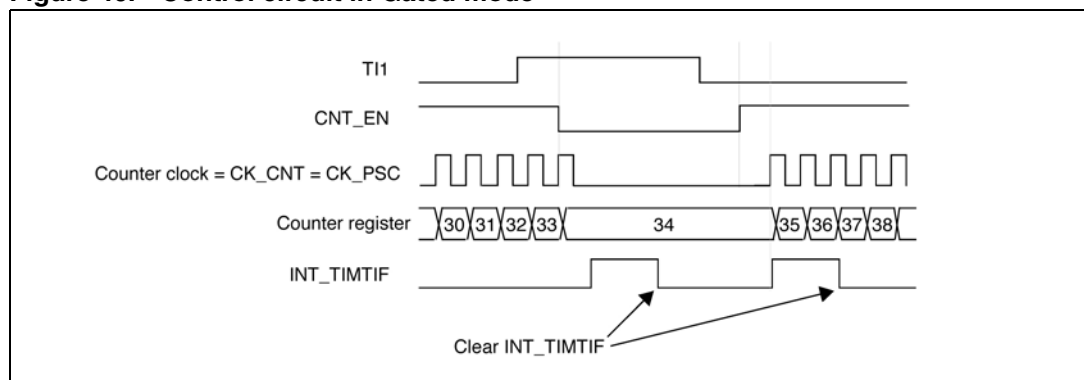 Figure Control circuit in Gated mode
TI1
CNT_EN
Counter clock = CK_CNT = CK_PSC
Counter register 30 31 32 33 34 35 36 37 38
INT_TIMTIF
Clear INT_TIMTIF